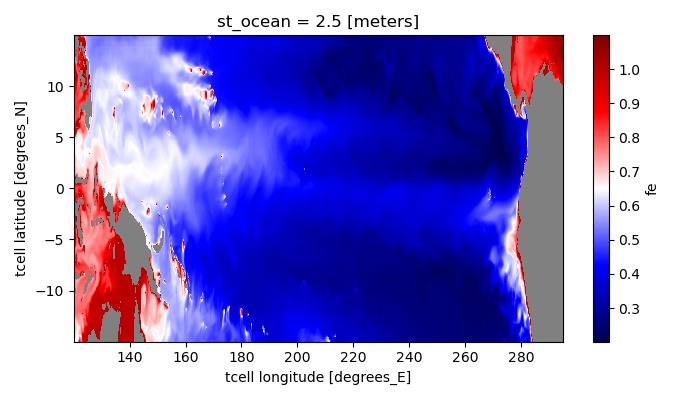 st_ocean = 2.5 [meters]
10
5
0
−5
−10
140 160 180 200 220 240 260 280
tcell longitude [degrees_E]
tcell latitude [degrees_N]
1.0
0.9
0.8
0.7
0.6
0.5
0.4
0.3
fe